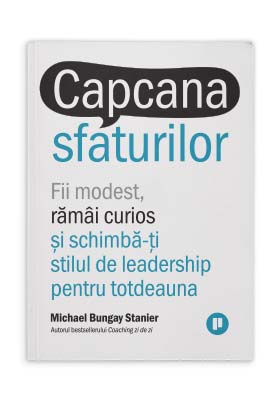 Capcana
sfaturilor
Fii modest,
rămâi curios
și schimbă-ți
stilul de leadership
pentru totdeauna
Michael Bungay Stanier
Autorul bestsellerului Coaching zi de zi